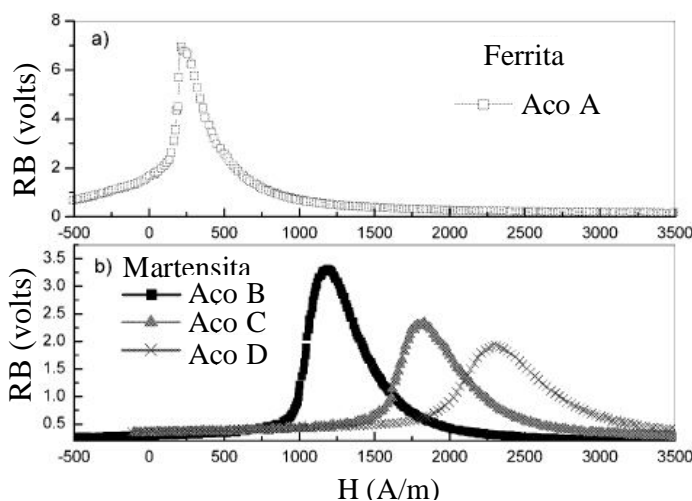 8
a)
Ferrita
6
Aco A
4
2
0
RB (volts)
-500 0 500 1000 1500 2000 2500 3000 3500
b) Martensita
3.5
Aço B
3.0
Aço C
2.5
Aco D
2.0
1.5
1.0
0.5
RB (volts)
-500 0 500 1000 1500 2000 2500 3000 3500
H (A/m)